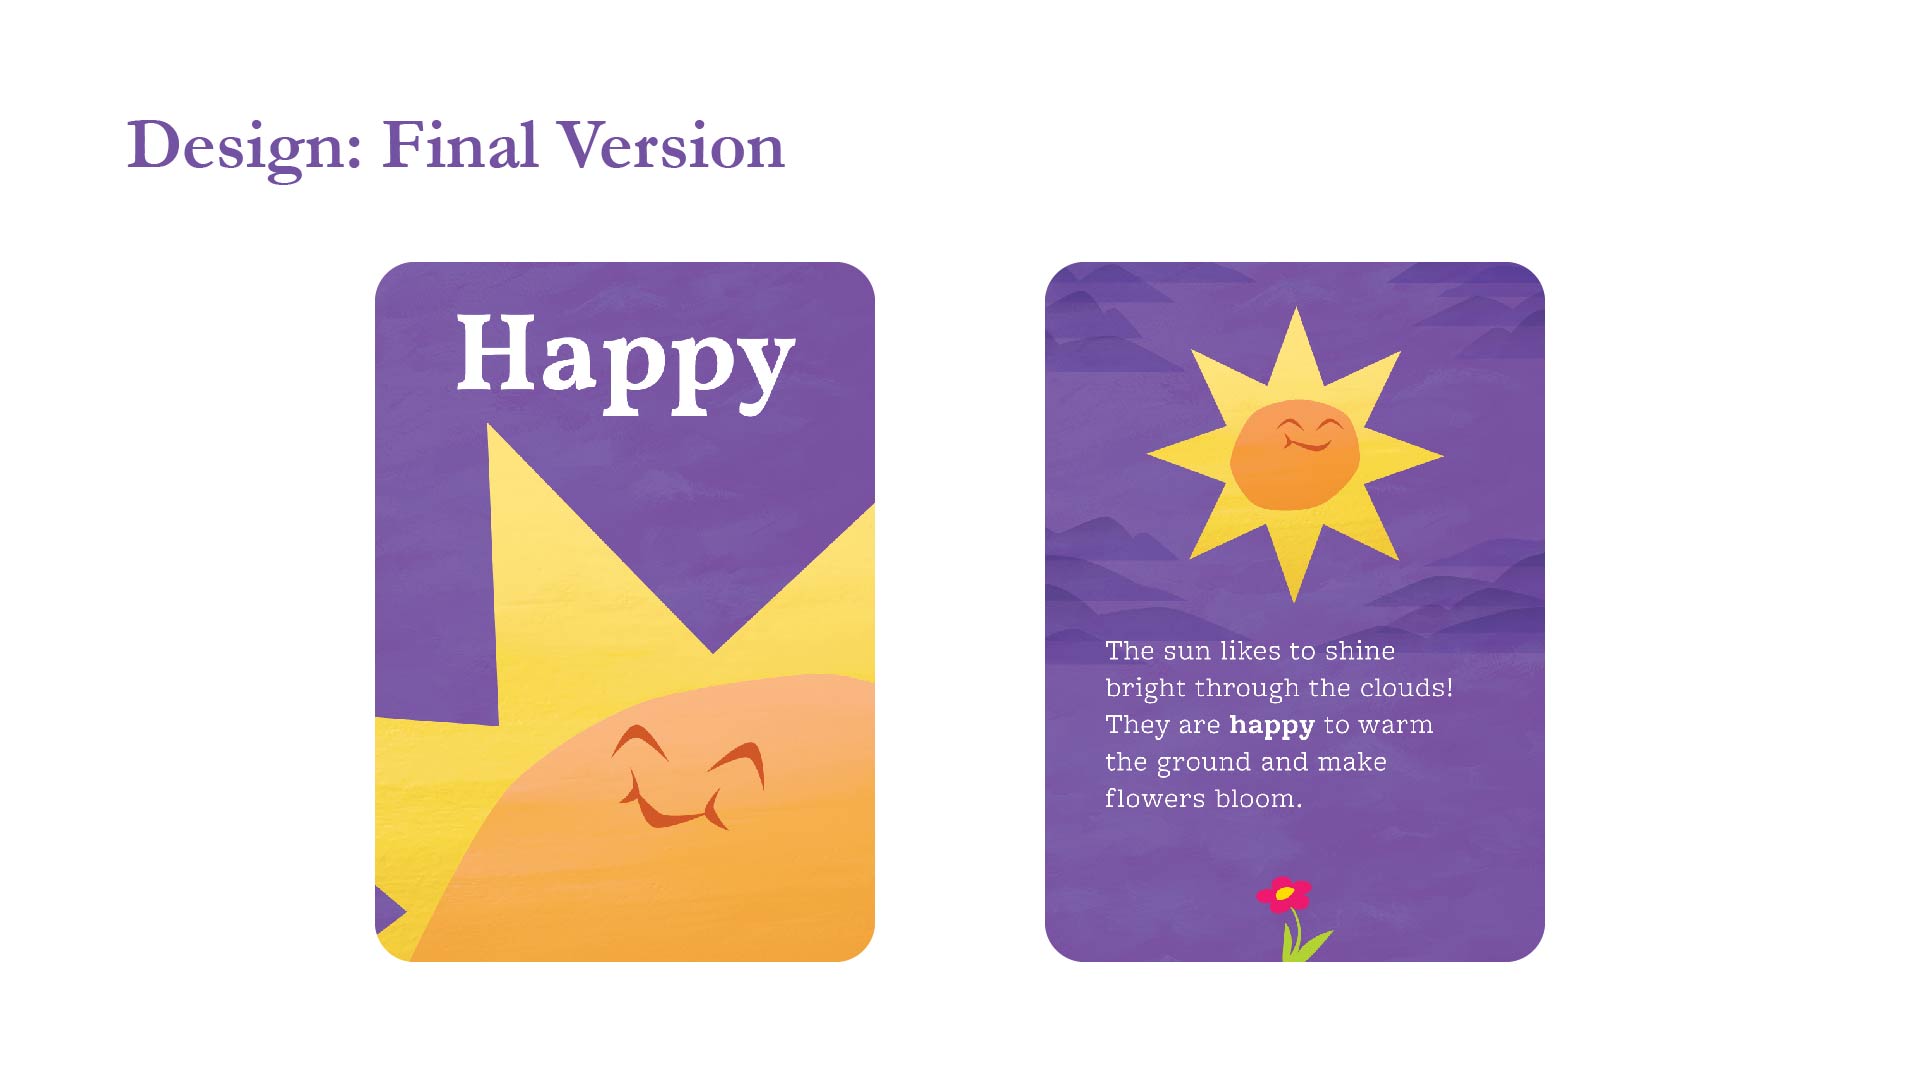 Design: Final Version
Happy
The sun likes to shine
bright through the clouds!
They are happy to warm
the ground and make
flowers bloom.